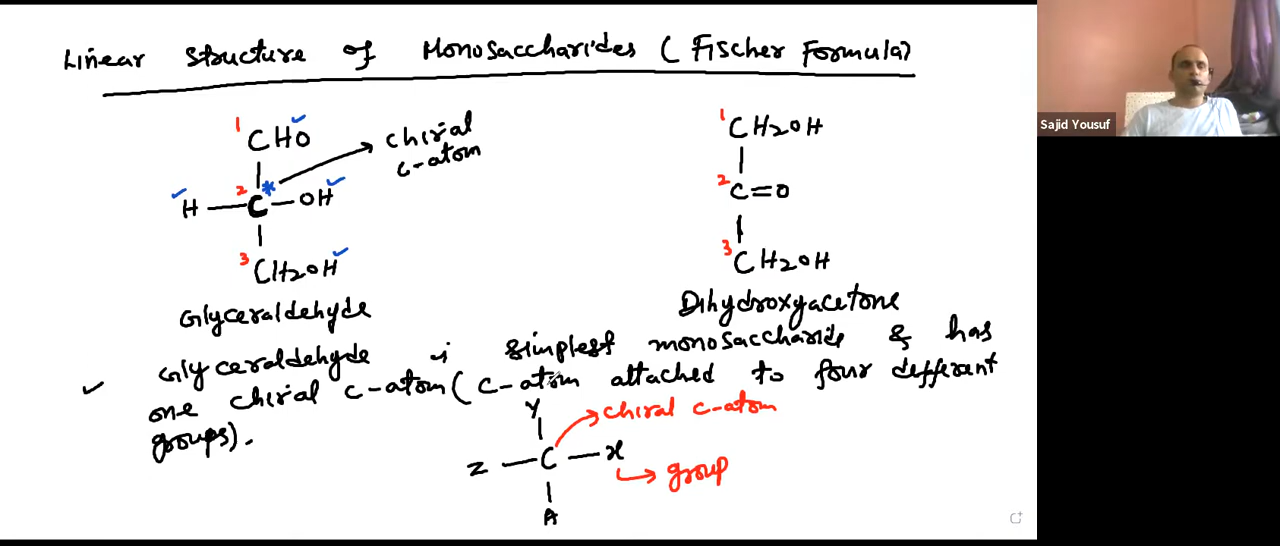 Linear Structure of Monosaccharides (Fischer Formula)
1
CHO
chiral
c-atom
H — 2 C * — OH
3
CH2OH
Glyceraldehyde
1
CH2OH
2
C=O
3
CH2OH
Dihydroxyacetone
Sajid Yousuf
Glyceraldehyde is simplest monosaccharide & has
one chiral c-atom ( c-atom attached to four different
groups).
Y
chiral c-atom
Z — C — x
group
A